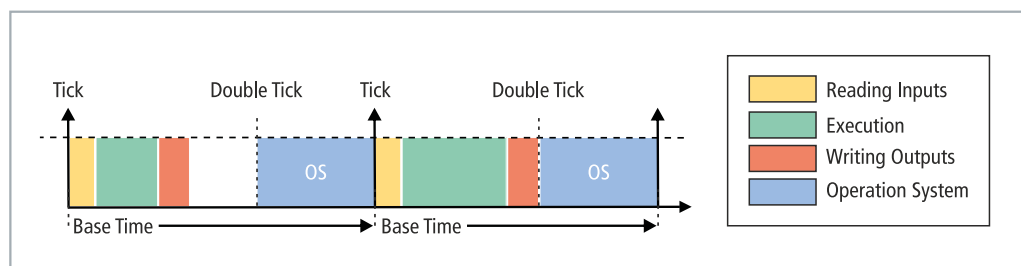 Tick
Double Tick
Tick
Double Tick
OS
OS
Base Time
Base Time
Reading Inputs
Execution
Writing Outputs
Operation System